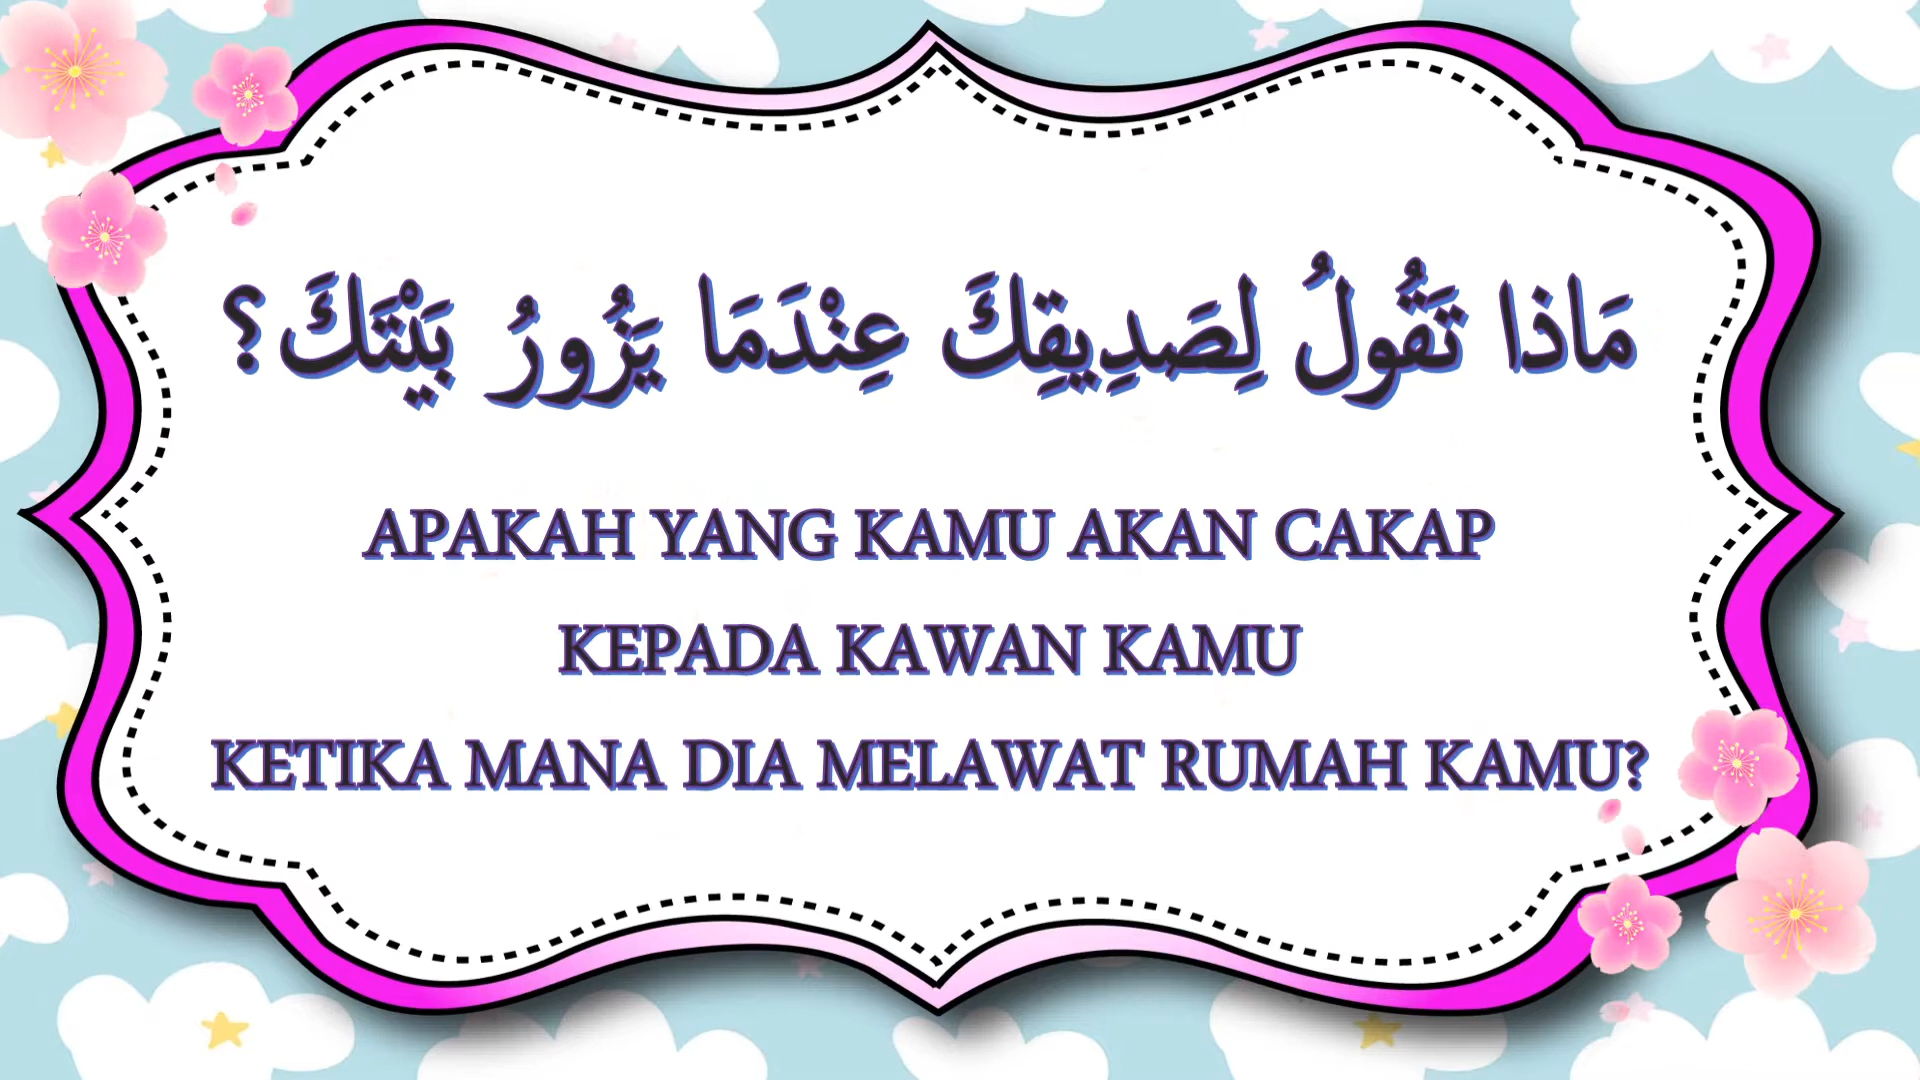 مَاذا تَقُولُ لِصَدِيقِكَ عِنْدَمَا يَزُورُ بَيْتَكَ؟
APAKAH YANG KAMU AKAN CAKAP
KEPADA KAWAN KAMU
KETIKA MANA DIA MELAWAT RUMAH KAMU?